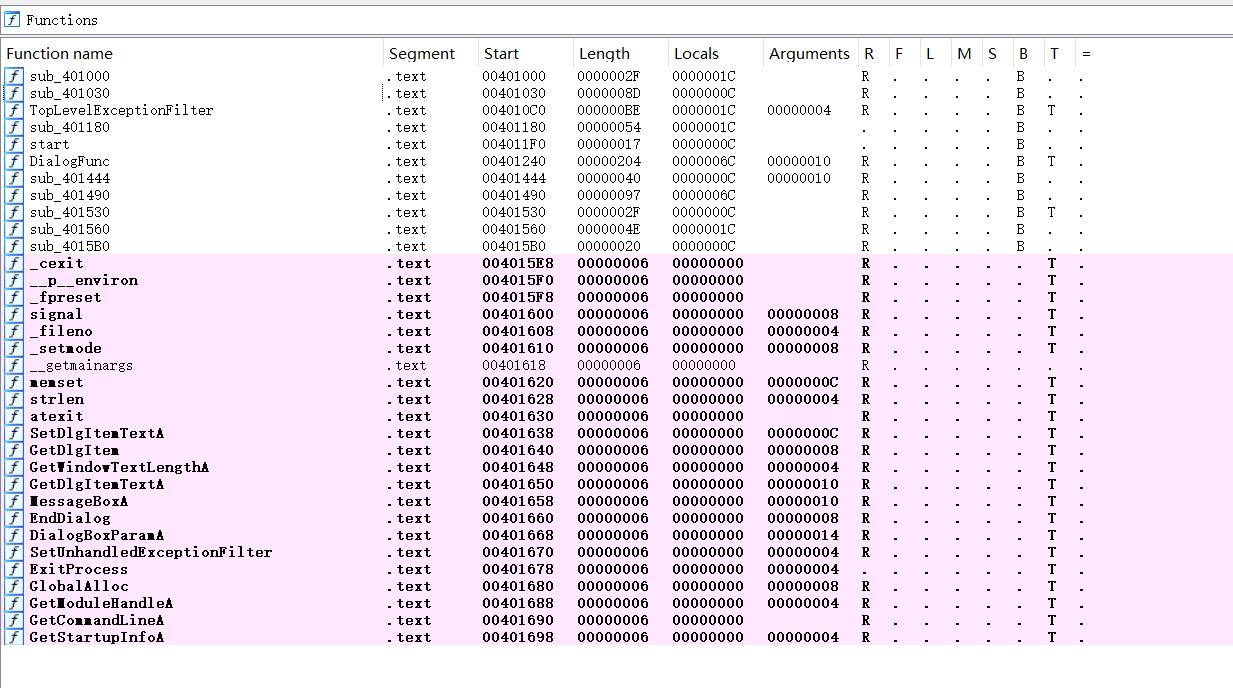 Functions
Function name Segment Start Length Locals Arguments R F L M S B T =
f sub_401000 .text 00401000 0000002F 0000001C R . . . . B . .
f sub_401030 .text 00401030 0000008D 0000000C R . . . . B . .
f TopLevelExceptionFilter .text 004010C0 000000BE 0000001C 00000004 R . . . . B T .
f sub_401180 .text 00401180 00000054 0000001C . . . . . B . .
f start .text 004011F0 00000017 0000000C . . . . . B . .
f DialogFunc .text 00401240 00000204 0000006C 00000010 R . . . . B T .
f sub_401444 .text 00401444 00000040 0000000C 00000010 R . . . . B . .
f sub_401490 .text 00401490 00000097 0000006C R . . . . B . .
f sub_401530 .text 00401530 0000002F 0000000C R . . . . B T .
f sub_401560 .text 00401560 0000004E 0000001C R . . . . B . .
f sub_4015B0 .text 004015B0 00000020 0000000C R . . . . B . .
f _cexit .text 004015E8 00000006 00000000 R . . . . . T .
f __p__environ .text 004015F0 00000006 00000000 R . . . . . T .
f _fpreset .text 004015F8 00000006 00000000 R . . . . . T .
f signal .text 00401600 00000006 00000000 00000008 R . . . . . T .
f _fileno .text 00401608 00000006 00000000 00000004 R . . . . . T .
f _setmode .text 00401610 00000006 00000000 00000008 R . . . . . T .
f __getmainargs .text 00401618 00000006 00000000 R . . . . . . .
f memset .text 00401620 00000006 00000000 0000000C R . . . . . T .
f strlen .text 00401628 00000006 00000000 00000004 R . . . . . T .
f atexit .text 00401630 00000006 00000000 R . . . . . T .
f SetDlgItemTextA .text 00401638 00000006 00000000 0000000C R . . . . . T .
f GetDlgItem .text 00401640 00000006 00000000 00000008 R . . . . . T .
f GetWindowTextLengthA .text 00401648 00000006 00000000 00000004 R . . . . . T .
f GetDlgItemTextA .text 00401650 00000006 00000000 00000010 R . . . . . T .
f MessageBoxA .text 00401658 00000006 00000000 00000010 R . . . . . T .
f EndDialog .text 00401660 00000006 00000000 00000008 R . . . . . T .
f DialogBoxParamA .text 00401668 00000006 00000000 00000014 R . . . . . T .
f SetUnhandledExceptionFilter .text 00401670 00000006 00000000 00000004 R . . . . . T .
f ExitProcess .text 00401678 00000006 00000000 00000004 . . . . . . T .
f GlobalAlloc .text 00401680 00000006 00000000 00000008 R . . . . . T .
f GetModuleHandleA .text 00401688 00000006 00000000 00000004 R . . . . . T .
f GetCommandLineA .text 00401690 00000006 00000000 R . . . . . T .
f GetStartupInfoA .text 00401698 00000006 00000000 00000004 R . . . . . T .